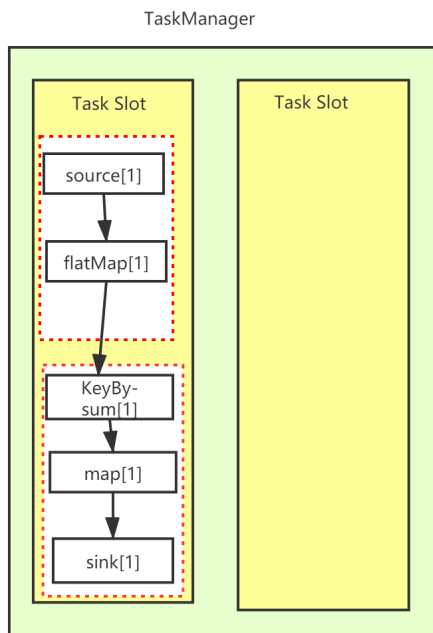 TaskManager
Task Slot
Task Slot
source[1]
flatMap[1]
KeyBy-
sum[1]
map[1]
sink[1]